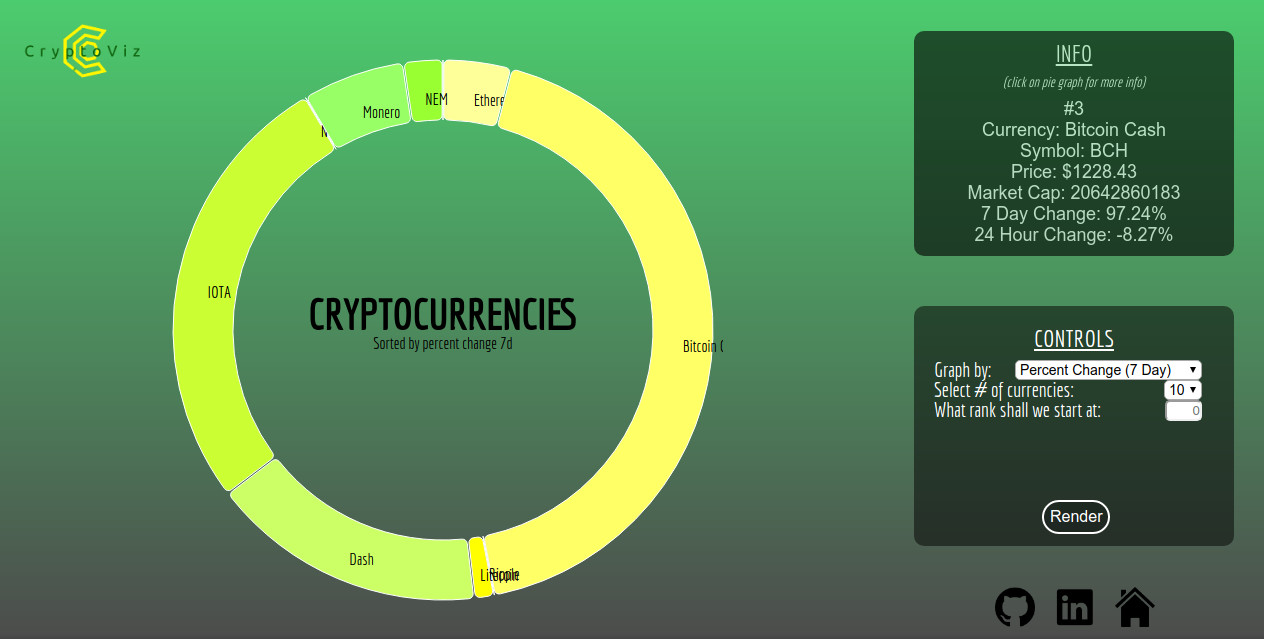 CryptoViz
NEM
Ethere
Monero
N
IOTA
CRYPTOCURRENCIES
Sorted by percent change 7d
Bitcoin (
Dash
Litecoin
Ripple
INFO
(click on pie graph for more info)
#3
Currency: Bitcoin Cash
Symbol: BCH
Price: $1228.43
Market Cap: 20642860183
7 Day Change: 97.24%
24 Hour Change: -8.27%
CONTROLS
Graph by: Percent Change (7 Day)
Select # of currencies: 10
What rank shall we start at: 0
Render
in